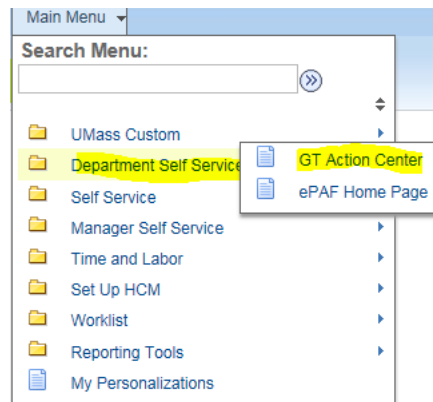 Main Menu
Search Menu:
UMass Custom
Department Self Service
GT Action Center
ePAF Home Page
Self Service
Manager Self Service
Time and Labor
Set Up HCM
Worklist
Reporting Tools
My Personalizations